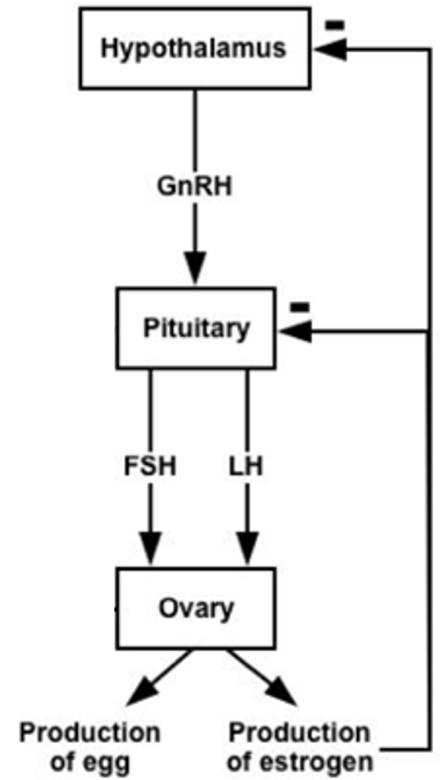 -
Hypothalamus
GnRH
-
Pituitary
FSH LH
Ovary
Production
of egg
Production
of estrogen